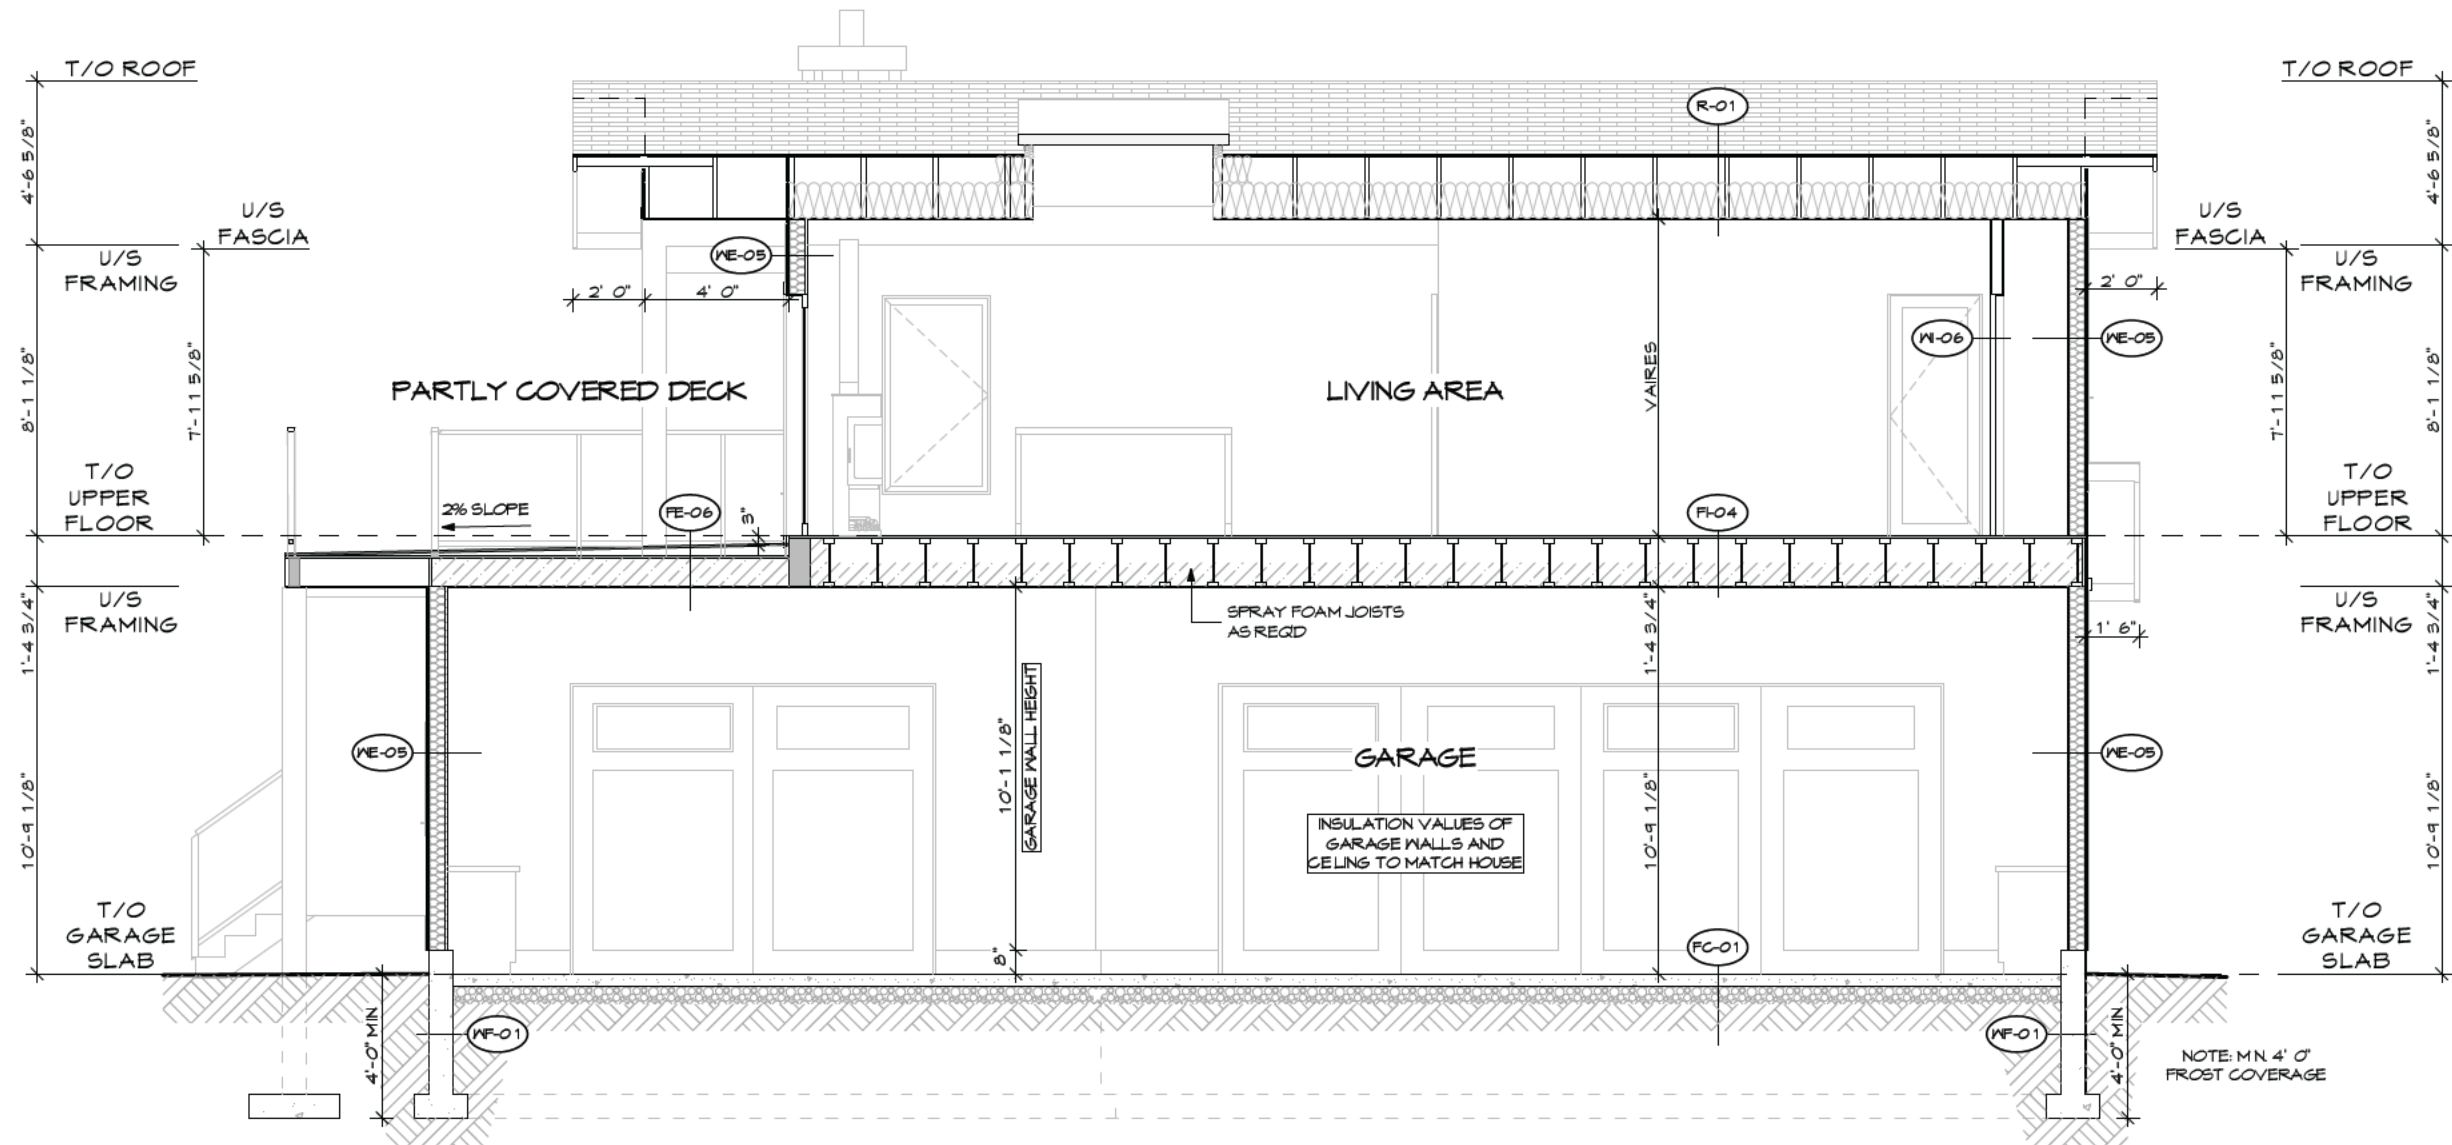 T/O ROOF
T/O ROOF
R-01
4'-6 5/8"
4'-6 5/8"
U/S
FASCIA
U/S
FASCIA
U/S
FRAMING
U/S
FRAMING
WE-05
2' 0"
4' 0"
2' 0"
WI-06
WE-05
8'-1 1/8"
7'-11 5/8"
PARTLY COVERED DECK
LIVING AREA
VAIRES
7'-11 5/8"
8'-1 1/8"
T/O
UPPER
FLOOR
T/O
UPPER
FLOOR
2% SLOPE
FE-06
3"
FI-04
U/S
FRAMING
U/S
FRAMING
1'-4 3/4"
SPRAY FOAM JOISTS
AS REQ'D
1'-4 3/4"
1' 6"
1'-4 3/4"
WE-05
10'-1 1/8"
GARAGE WALL HEIGHT
GARAGE
WE-05
10'-9 1/8"
INSULATION VALUES OF
GARAGE WALLS AND
CELING TO MATCH HOUSE
10'-9 1/8"
10'-9 1/8"
T/O
GARAGE
SLAB
T/O
GARAGE
SLAB
8"
FC-01
4'-0" MIN
WF-01
WF-01
4'-0" MIN
NOTE: M N. 4' 0"
FROST COVERAGE